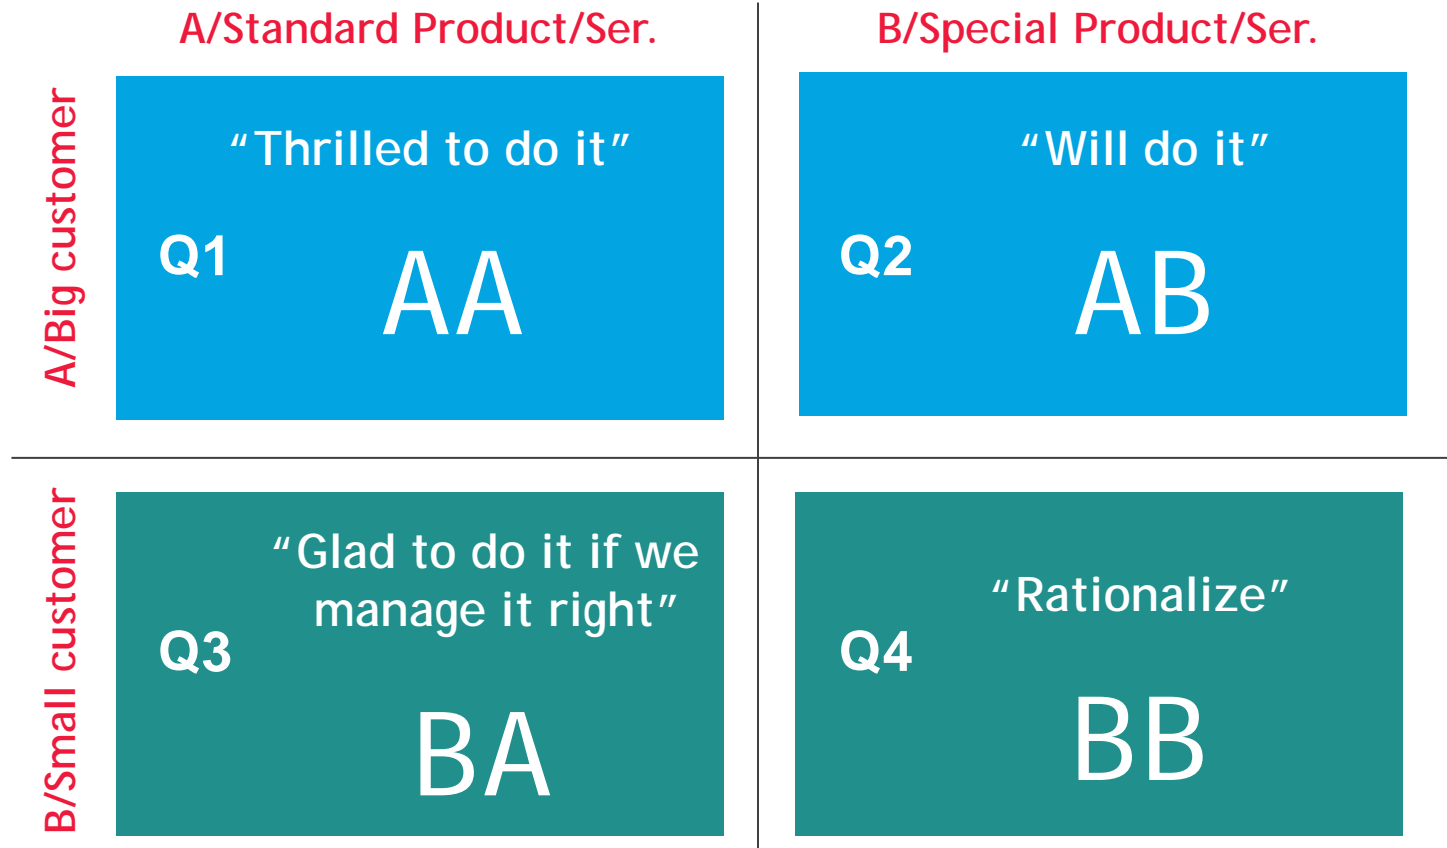 A/Standard Product/Ser.
B/Special Product/Ser.
A/Big customer
“Thrilled to do it”
Q1
AA
“Will do it”
Q2
AB
B/Small customer
“Glad to do it if we
manage it right”
Q3
BA
“Rationalize”
Q4
BB